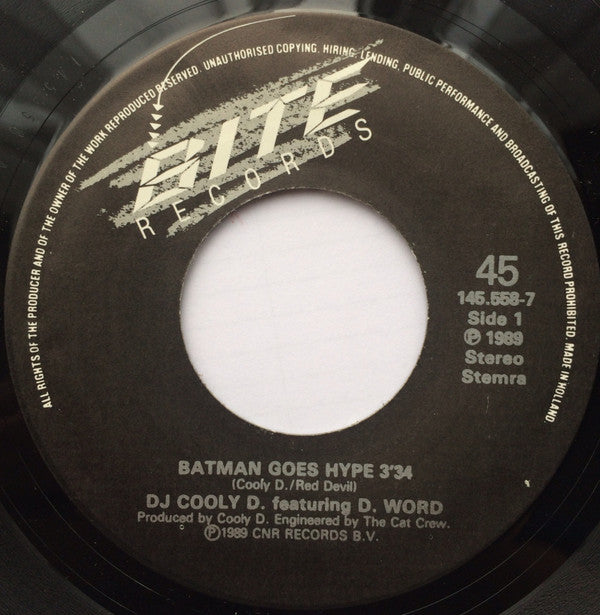 ALL RIGHTS OF THE PRODUCER AND OF THE OWNER OF THE WORK REPRODUCED RESERVED. UNAUTHORISED COPYING, HIRING, LENDING, PUBLIC PERFORMANCE AND BROADCASTING OF THIS RECORD PROHIBITED. MADE IN HOLLAND
BITE
RECORDS
45
145.558-7
Side 1
Ⓟ 1989
Stereo
Stemra
BATMAN GOES HYPE 3'34
(Cooly D./Red Devil)
DJ COOLY D. featuring D. WORD
Produced by Cooly D. Engineered by The Cat Crew.
Ⓟ1989 CNR RECORDS B.V.